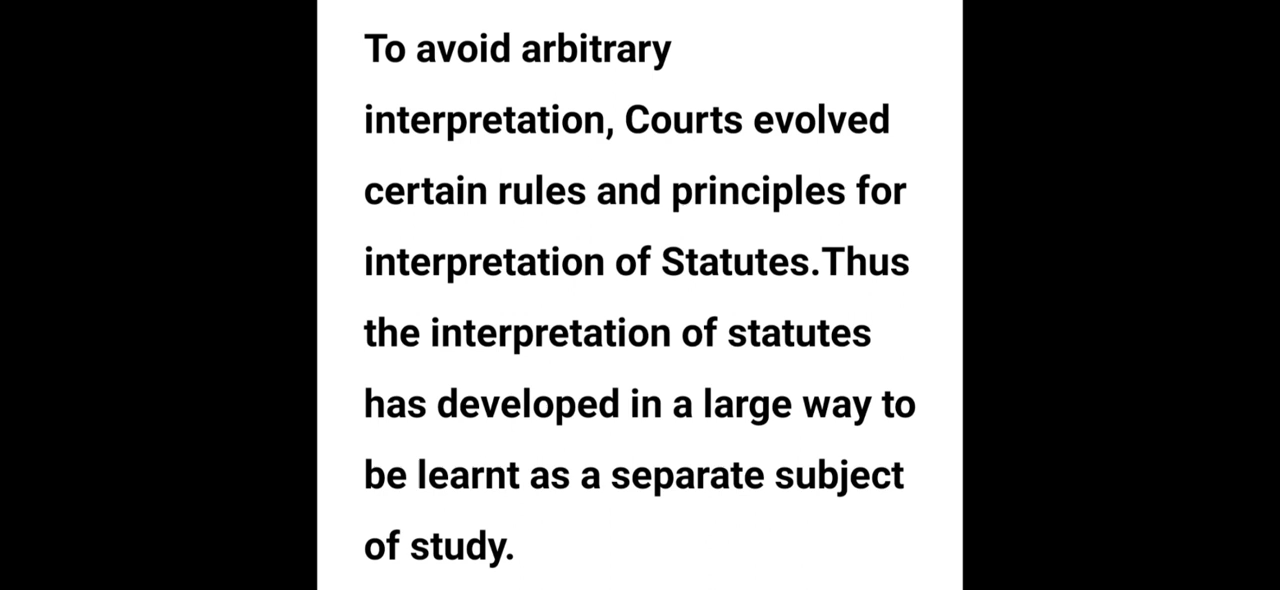 To avoid arbitrary
interpretation, Courts evolved
certain rules and principles for
interpretation of Statutes.Thus
the interpretation of statutes
has developed in a large way to
be learnt as a separate subject
of study.